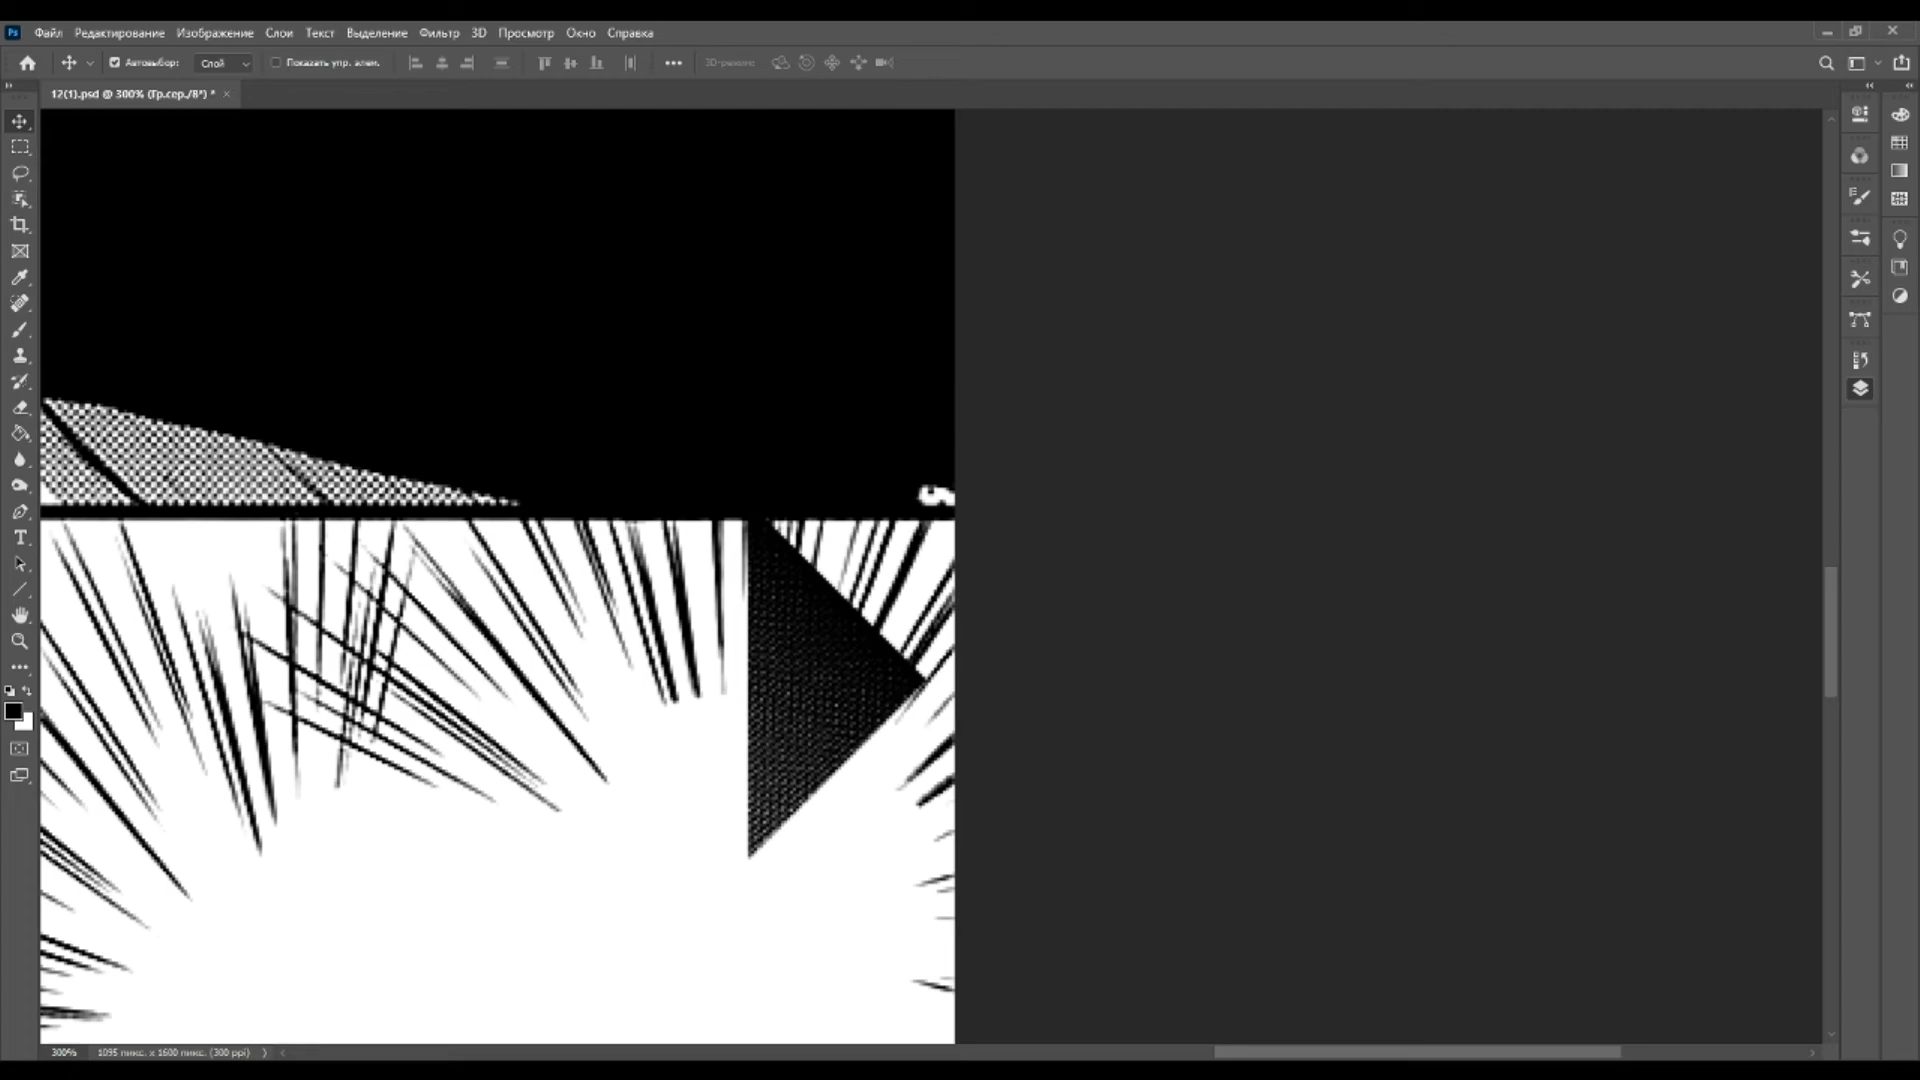 Ps Файл Редактирование Изображение Слои Текст Выделение Фильтр 3D Просмотр Окно Справка
Автовыбор: Слой Показать упр. элем. 3D-режим:
12(1).psd @ 300% (Гр.сер./8*) * ×
300% 1095 пикс. x 1600 пикс. (300 ppi)